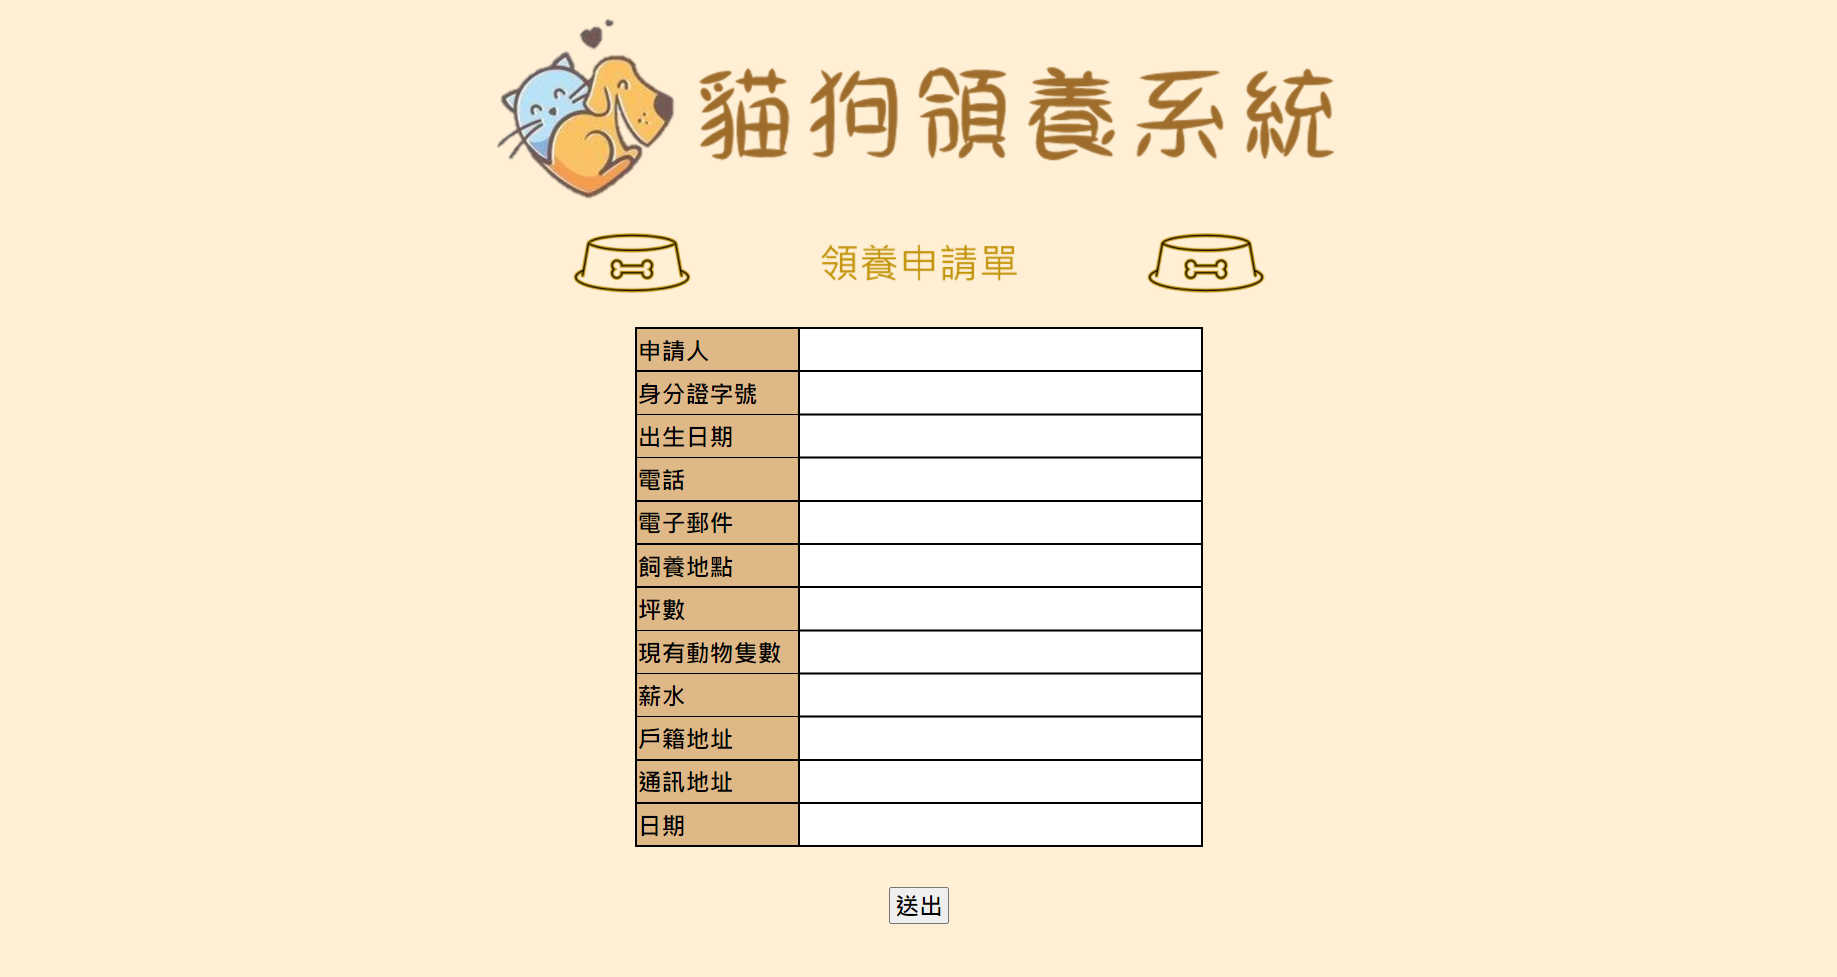 貓狗領養系統
領養申請單
申請人
身分證字號
出生日期
電話
電子郵件
飼養地點
坪數
現有動物隻數
薪水
戶籍地址
通訊地址
日期
送出